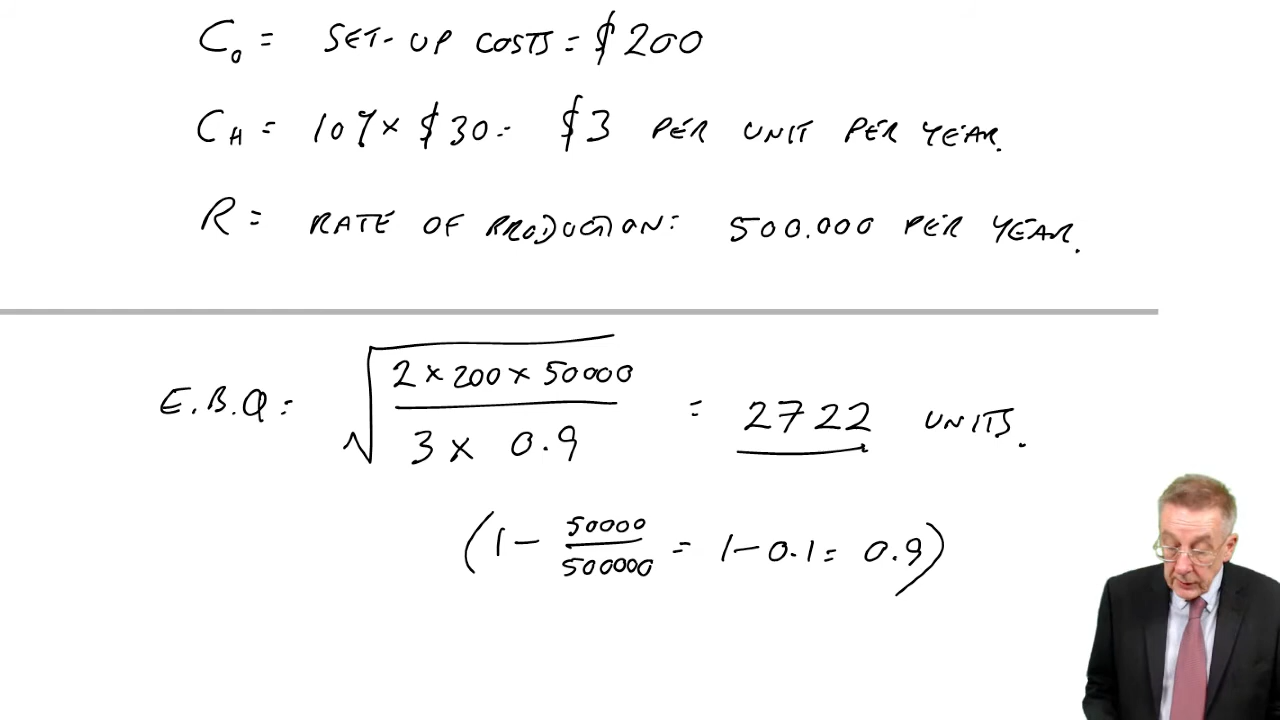 C₀ = SET-UP COSTS = $200
C_H = 10% × $30 = $3 PER UNIT PER YEAR.
R = RATE OF PRODUCTION: 500.000 PER YEAR.
E.B.Q = √((2 × 200 × 50000)/(3 × 0.9)) = 2722 UNITS.
(1 - 50000/500000 = 1 - 0.1 = 0.9)